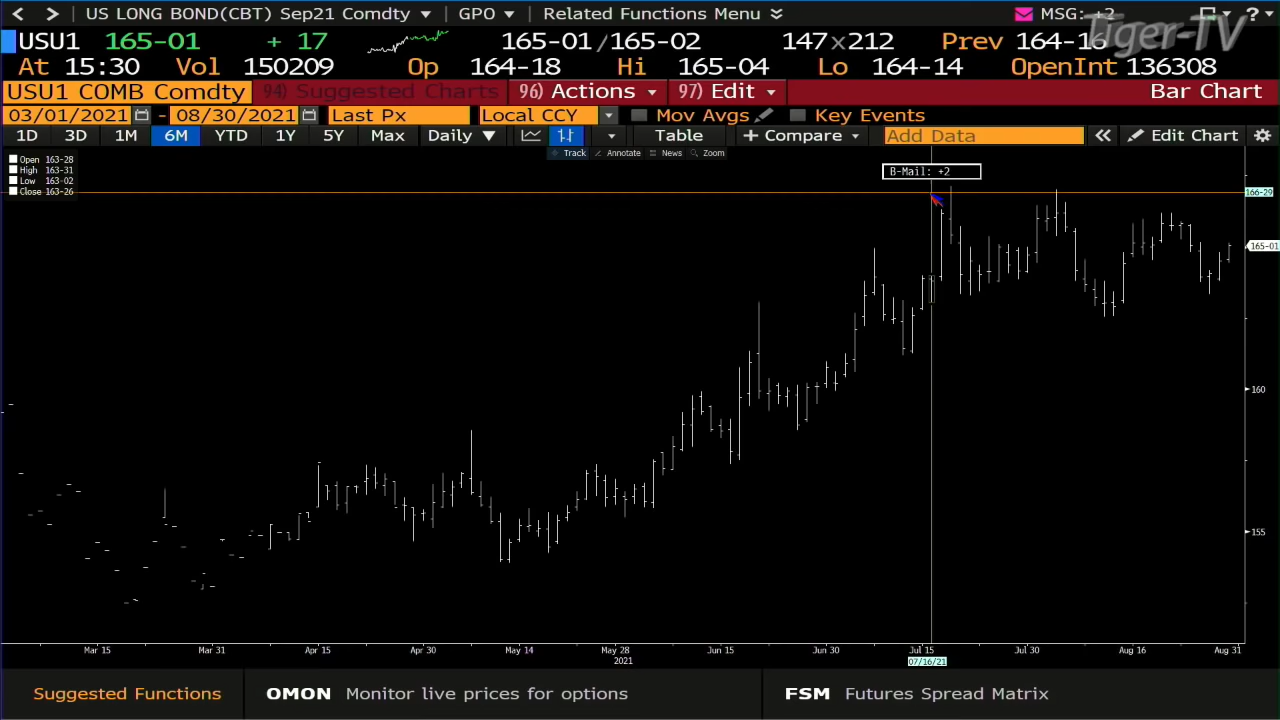 US LONG BOND(CBT) Sep21 Comdty GPO Related Functions Menu MSG: +2 ?
Tiger-TV
USU1 165-01 + 17 165-01/165-02 147x212 Prev 164-16
At 15:30 Vol 150209 Op 164-18 Hi 165-04 Lo 164-14 OpenInt 136308
USU1 COMB Comdty 94) Suggested Charts 96) Actions 97) Edit Bar Chart
03/01/2021 - 08/30/2021 Last Px Local CCY Mov Avgs Key Events
1D 3D 1M 6M YTD 1Y 5Y Max Daily Table + Compare Add Data Edit Chart
Track Annotate News Zoom
Open 163-28
High 163-31
Low 163-02
Close 163-26
B-Mail: +2
166-29
165-01
160
155
Mar 15 Mar 31 Apr 15 Apr 30 May 14 May 28 Jun 15 Jun 30 Jul 15 Jul 30 Aug 16 Aug 31
2021 07/16/21
Suggested Functions OMON Monitor live prices for options FSM Futures Spread Matrix